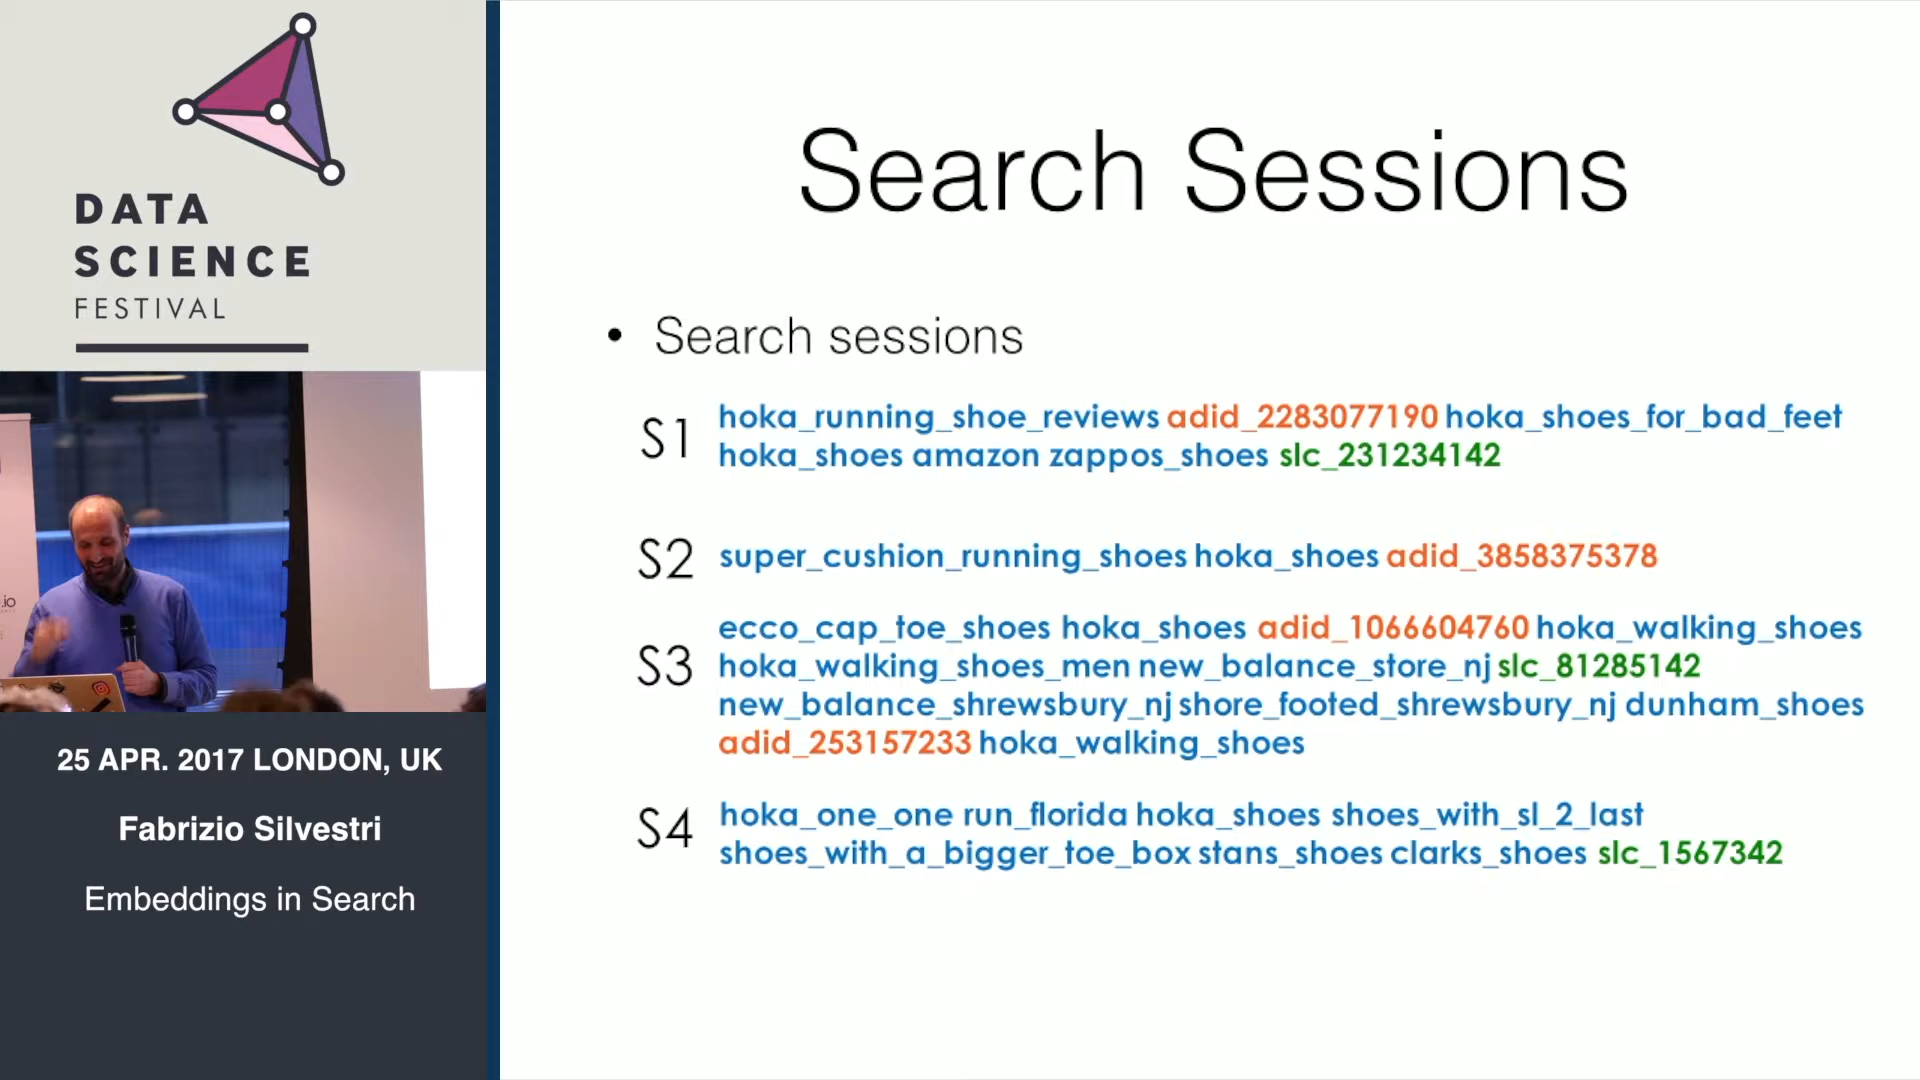 DATA
SCIENCE
FESTIVAL
.io
25 APR. 2017 LONDON, UK
Fabrizio Silvestri
Embeddings in Search
Search Sessions
• Search sessions
S1
hoka_running_shoe_reviews adid_2283077190 hoka_shoes_for_bad_feet
hoka_shoes amazon zappos_shoes slc_231234142
S2
super_cushion_running_shoes hoka_shoes adid_3858375378
S3
ecco_cap_toe_shoes hoka_shoes adid_1066604760 hoka_walking_shoes
hoka_walking_shoes_men new_balance_store_nj slc_81285142
new_balance_shrewsbury_nj shore_footed_shrewsbury_nj dunham_shoes
adid_253157233 hoka_walking_shoes
S4
hoka_one_one run_florida hoka_shoes shoes_with_sl_2_last
shoes_with_a_bigger_toe_box stans_shoes clarks_shoes slc_1567342